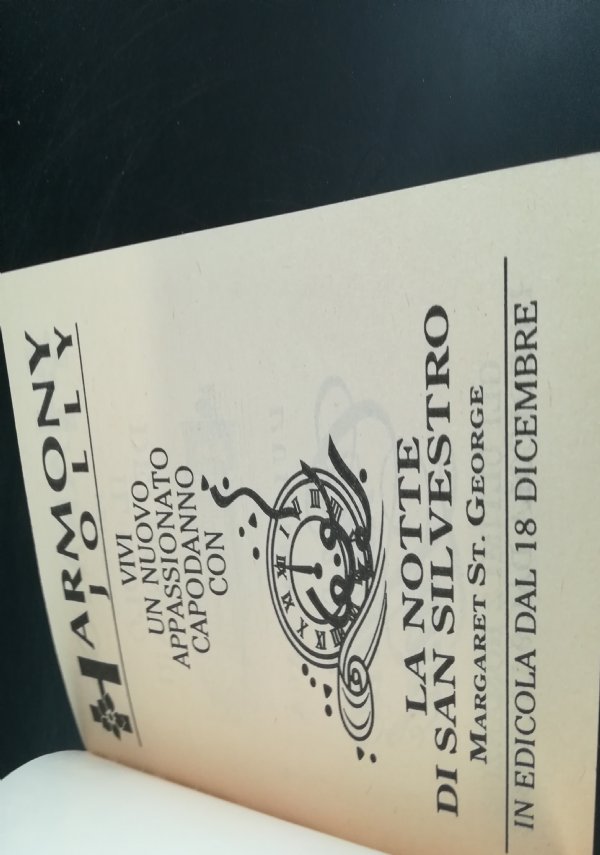 HARMONY
JOLLY
VIVI
UN NUOVO
APPASSIONATO
CAPODANNO
CON
LA NOTTE
DI SAN SILVESTRO
MARGARET ST. GEORGE
IN EDICOLA DAL 18 DICEMBRE